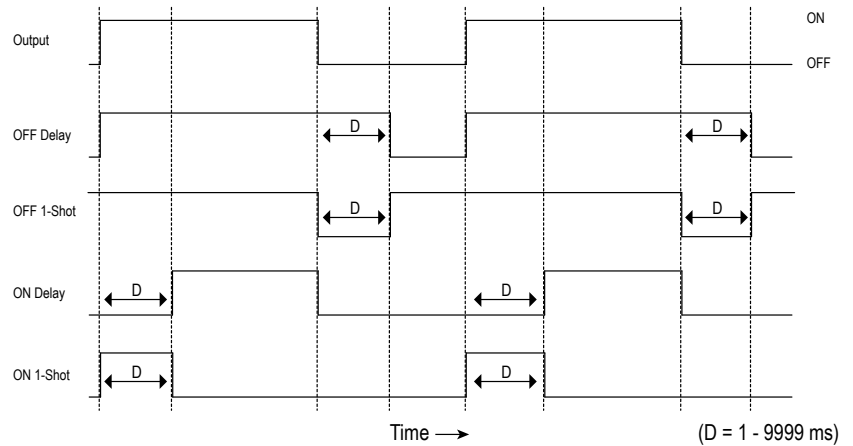 Output
ON
OFF
OFF Delay
D
D
OFF 1-Shot
D
D
ON Delay
D
D
ON 1-Shot
D
D
Time
(D = 1 - 9999 ms)